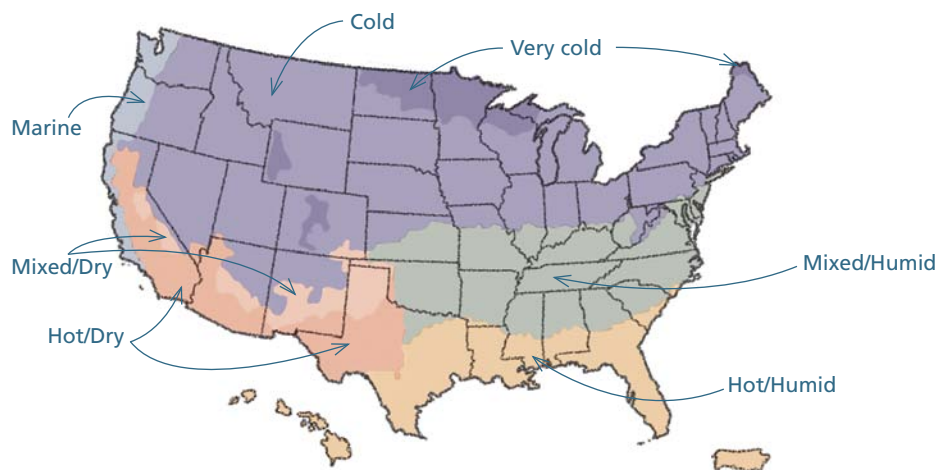 Cold
Very cold
Marine
Mixed/Dry
Mixed/Humid
Hot/Dry
Hot/Humid